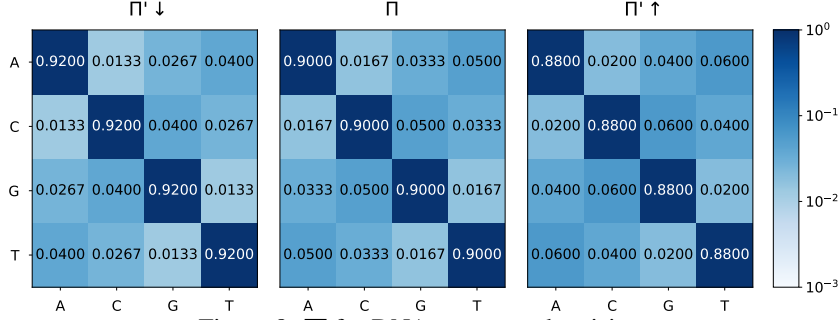 Π' ↓ Π Π' ↑
A 0.9200 0.0133 0.0267 0.0400 0.9000 0.0167 0.0333 0.0500 0.8800 0.0200 0.0400 0.0600 10⁰
C 0.0133 0.9200 0.0400 0.0267 0.0167 0.9000 0.0500 0.0333 0.0200 0.8800 0.0600 0.0400 10⁻¹
G 0.0267 0.0400 0.9200 0.0133 0.0333 0.0500 0.9000 0.0167 0.0400 0.0600 0.8800 0.0200 10⁻²
T 0.0400 0.0267 0.0133 0.9200 0.0500 0.0333 0.0167 0.9000 0.0600 0.0400 0.0200 0.8800 10⁻³
A C G T A C G T A C G T